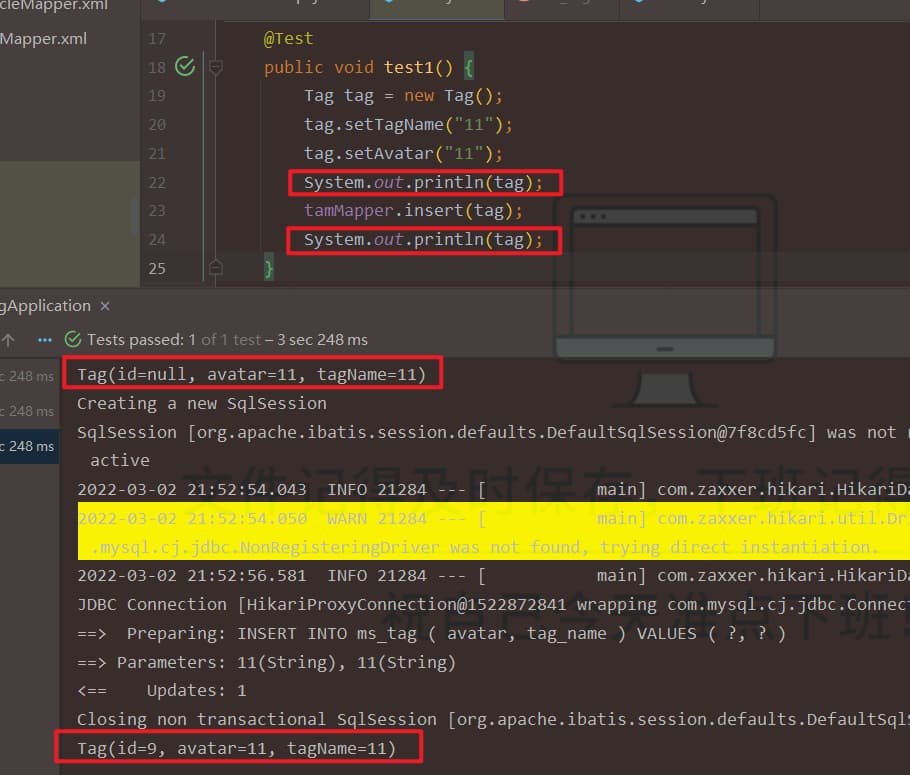 cleMapper.xml
Mapper.xml
17 @Test
18 public void test1() {
19 Tag tag = new Tag();
20 tag.setTagName("11");
21 tag.setAvatar("11");
22 System.out.println(tag);
23 tamMapper.insert(tag);
24 System.out.println(tag);
25 }
gApplication ×
Tests passed: 1 of 1 test – 3 sec 248 ms
c 248 ms
c 248 ms
c 248 ms
Tag(id=null, avatar=11, tagName=11)
Creating a new SqlSession
SqlSession [org.apache.ibatis.session.defaults.DefaultSqlSession@7f8cd5fc] was not
active
文件记得及时保存，下班记得
2022-03-02 21:52:54.043  INFO 21284 --- [           main] com.zaxxer.hikari.HikariDa
2022-03-02 21:52:54.050  WARN 21284 --- [           main] com.zaxxer.hikari.util.Dri
.mysql.cj.jdbc.NonRegisteringDriver was not found, trying direct instantiation.
2022-03-02 21:52:56.581  INFO 21284 --- [           main] com.zaxxer.hikari.HikariDa
JDBC Connection [HikariProxyConnection@1522872841 wrapping com.mysql.cj.jdbc.Connect
祝自己今天准点下班！
==>  Preparing: INSERT INTO ms_tag ( avatar, tag_name ) VALUES ( ?, ? )
==> Parameters: 11(String), 11(String)
<==    Updates: 1
Closing non transactional SqlSession [org.apache.ibatis.session.defaults.DefaultSqlS
Tag(id=9, avatar=11, tagName=11)